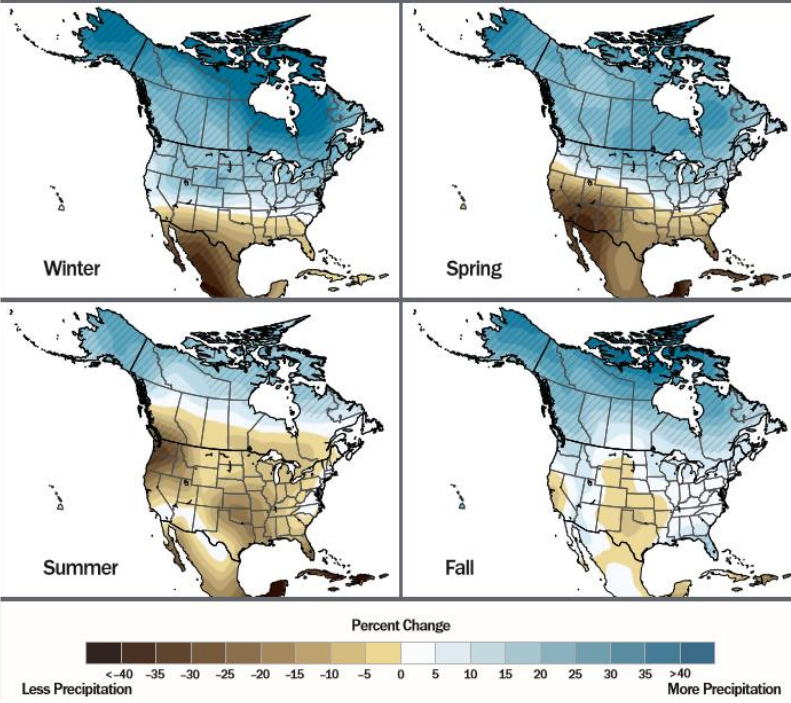 Winter
Spring
Summer
Fall
Percent Change
<-40 -35 -30 -25 -20 -15 -10 -5 0 5 10 15 20 25 30 35 >40
Less Precipitation More Precipitation